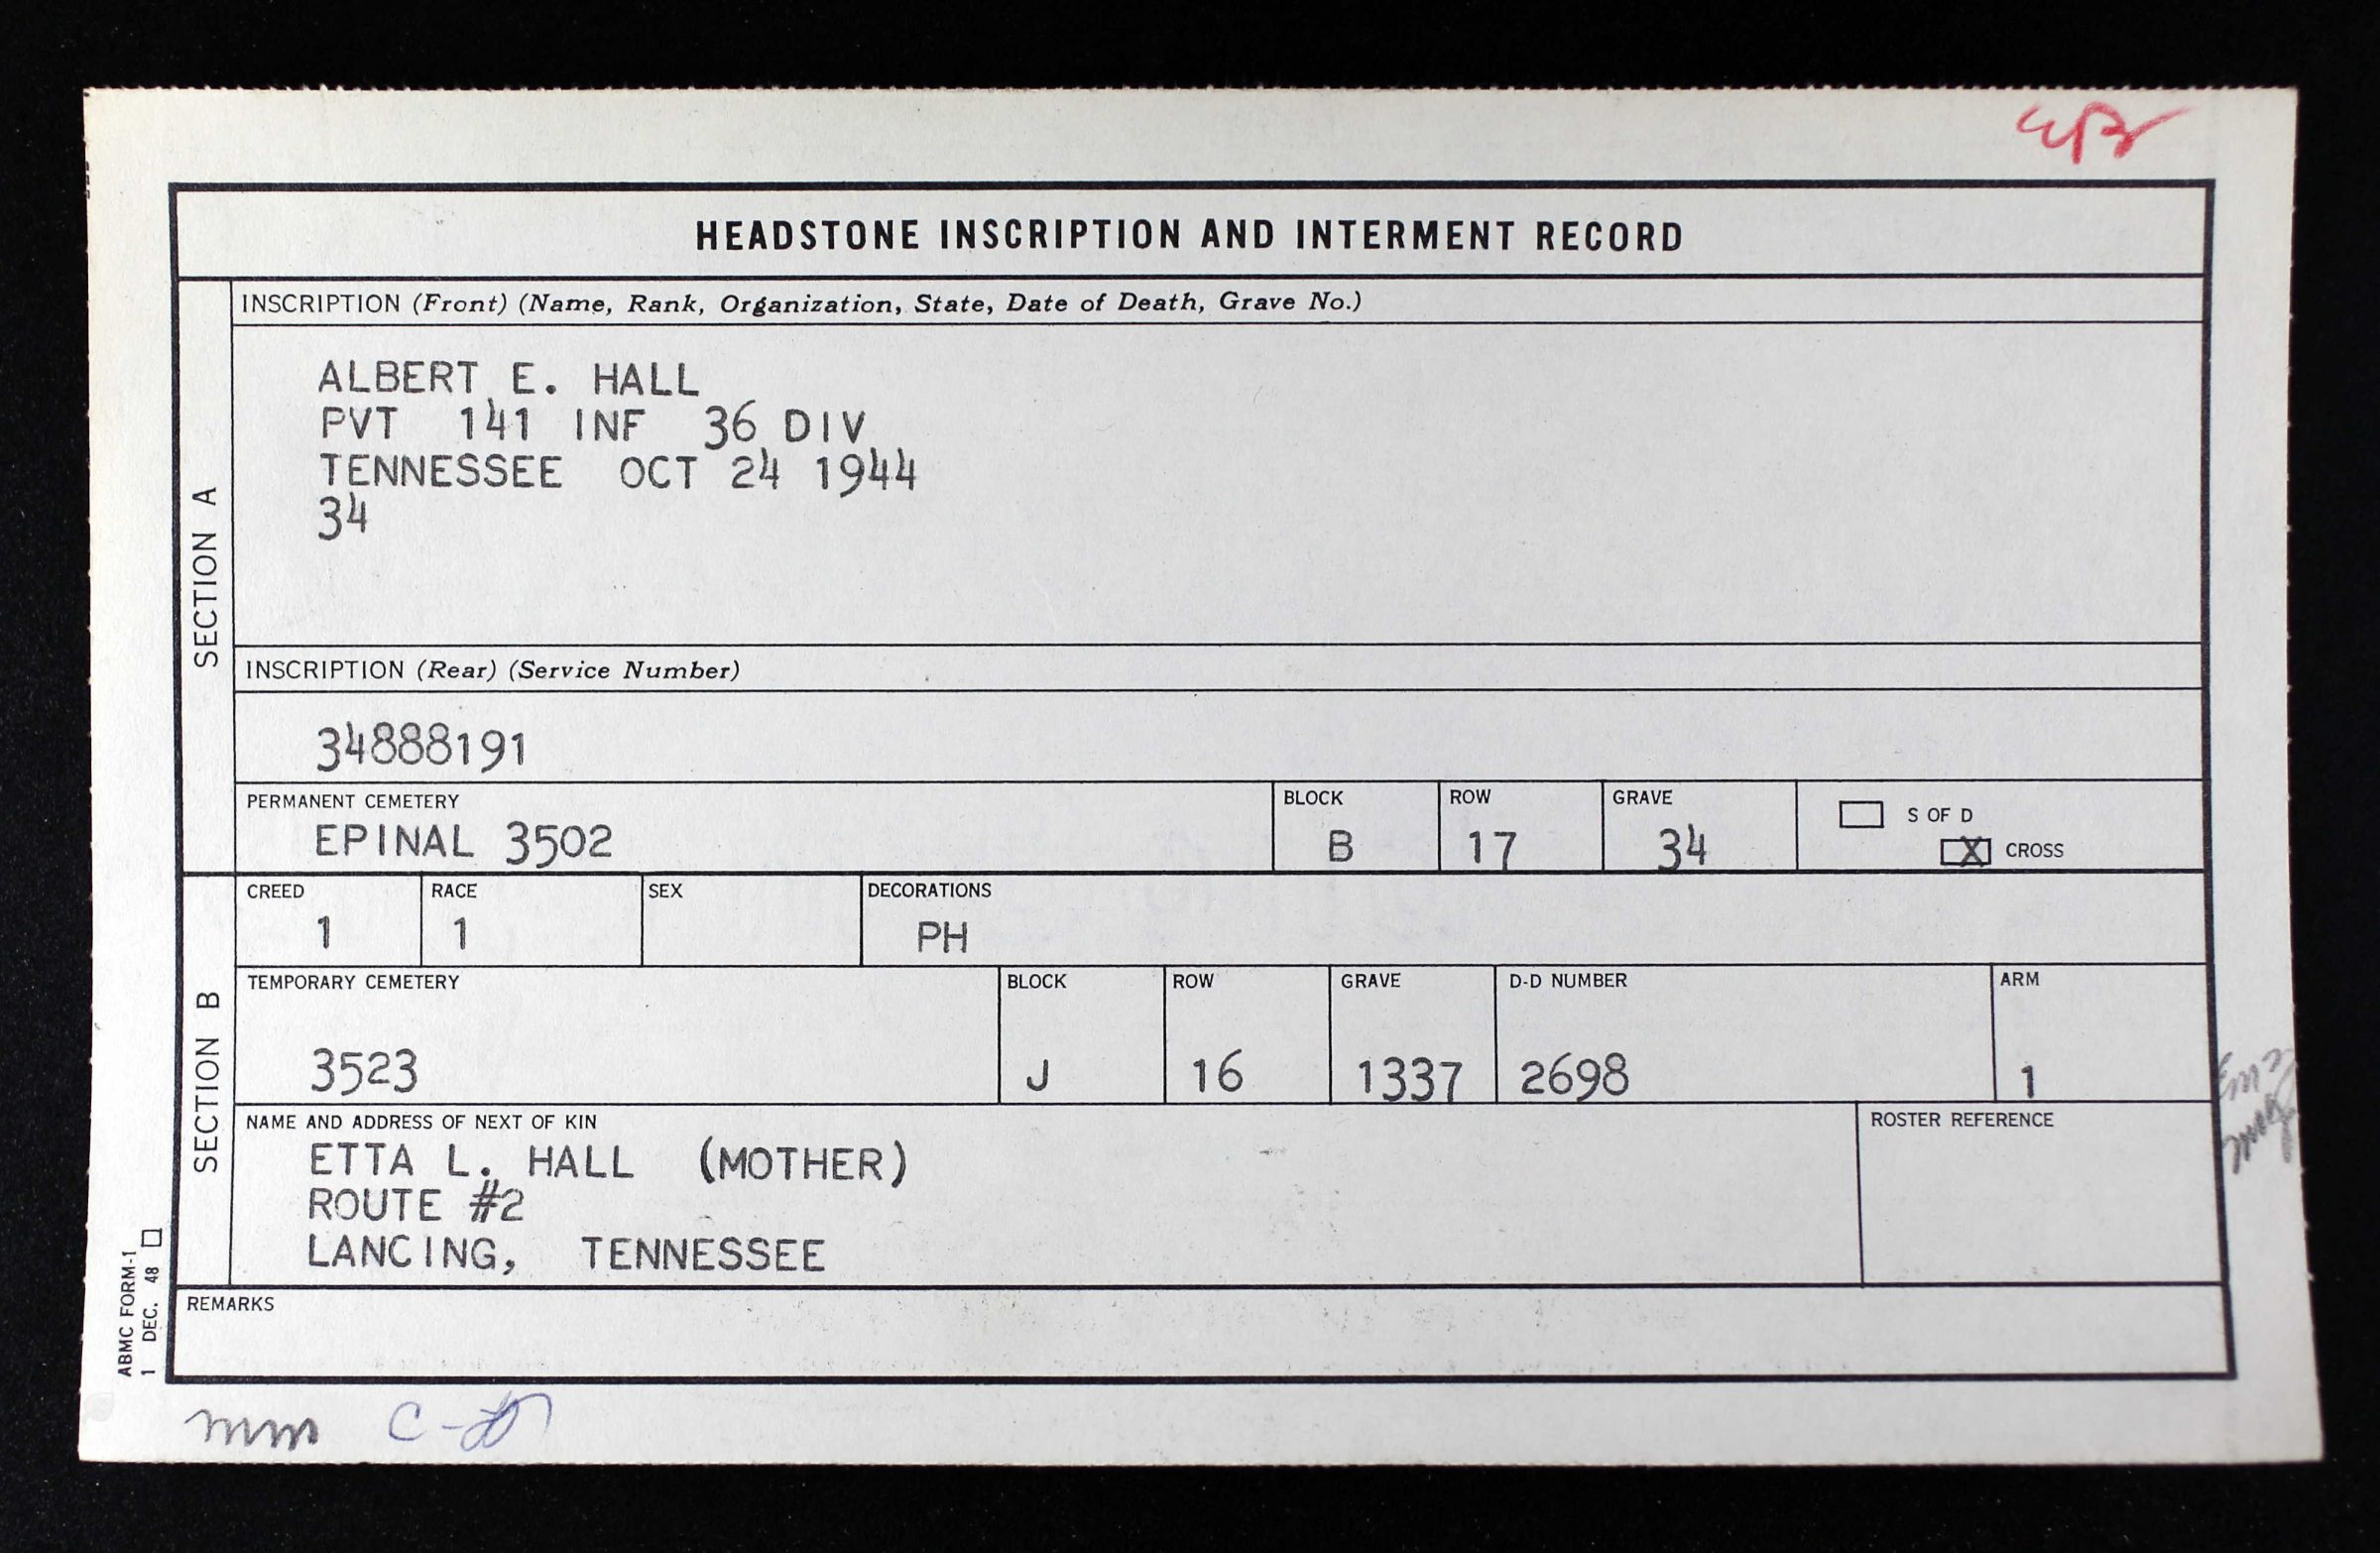 HEADSTONE INSCRIPTION AND INTERMENT RECORD
SECTION A
INSCRIPTION (Front) (Name, Rank, Organization, State, Date of Death, Grave No.)
ALBERT E. HALL
PVT 141 INF 36 DIV
TENNESSEE OCT 24 1944
34
INSCRIPTION (Rear) (Service Number)
34888191
PERMANENT CEMETERY
EPINAL 3502
BLOCK
B
ROW
17
GRAVE
34
S OF D
X CROSS
SECTION B
CREED
1
RACE
1
SEX
DECORATIONS
PH
TEMPORARY CEMETERY
3523
BLOCK
J
ROW
16
GRAVE
1337
D-D NUMBER
2698
ARM
1
NAME AND ADDRESS OF NEXT OF KIN
ETTA L. HALL (MOTHER)
ROUTE #2
LANCING, TENNESSEE
ROSTER REFERENCE
REMARKS
ABMC FORM-1
1 DEC. 48
mm